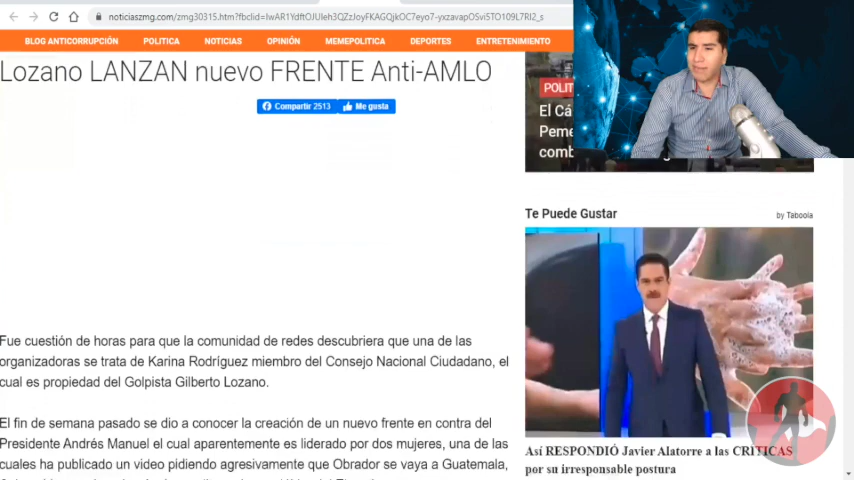 noticiaszmg.com/zmg30315.htm?fbclid=IwAR1YdftOJUIeh3QZzJoyFKAGQjkOC7eyo7-yxzavapOSvi5TO109L7RI2_s
BLOG ANTICORRUPCIÓN POLITICA NOTICIAS OPINIÓN MEMEPOLITICA DEPORTES ENTRETENIMIENTO
Lozano LANZAN nuevo FRENTE Anti-AMLO
Compartir 2513 Me gusta
POLIT
El Cá
Peme
comb
Te Puede Gustar
by Taboola
Fue cuestión de horas para que la comunidad de redes descubriera que una de las
organizadoras se trata de Karina Rodríguez miembro del Consejo Nacional Ciudadano, el
cual es propiedad del Golpista Gilberto Lozano.
El fin de semana pasado se dio a conocer la creación de un nuevo frente en contra del
Presidente Andrés Manuel el cual aparentemente es liderado por dos mujeres, una de las
cuales ha publicado un video pidiendo agresivamente que Obrador se vaya a Guatemala,
Así RESPONDIÓ Javier Alatorre a las CRITICAS
por su irresponsable postura